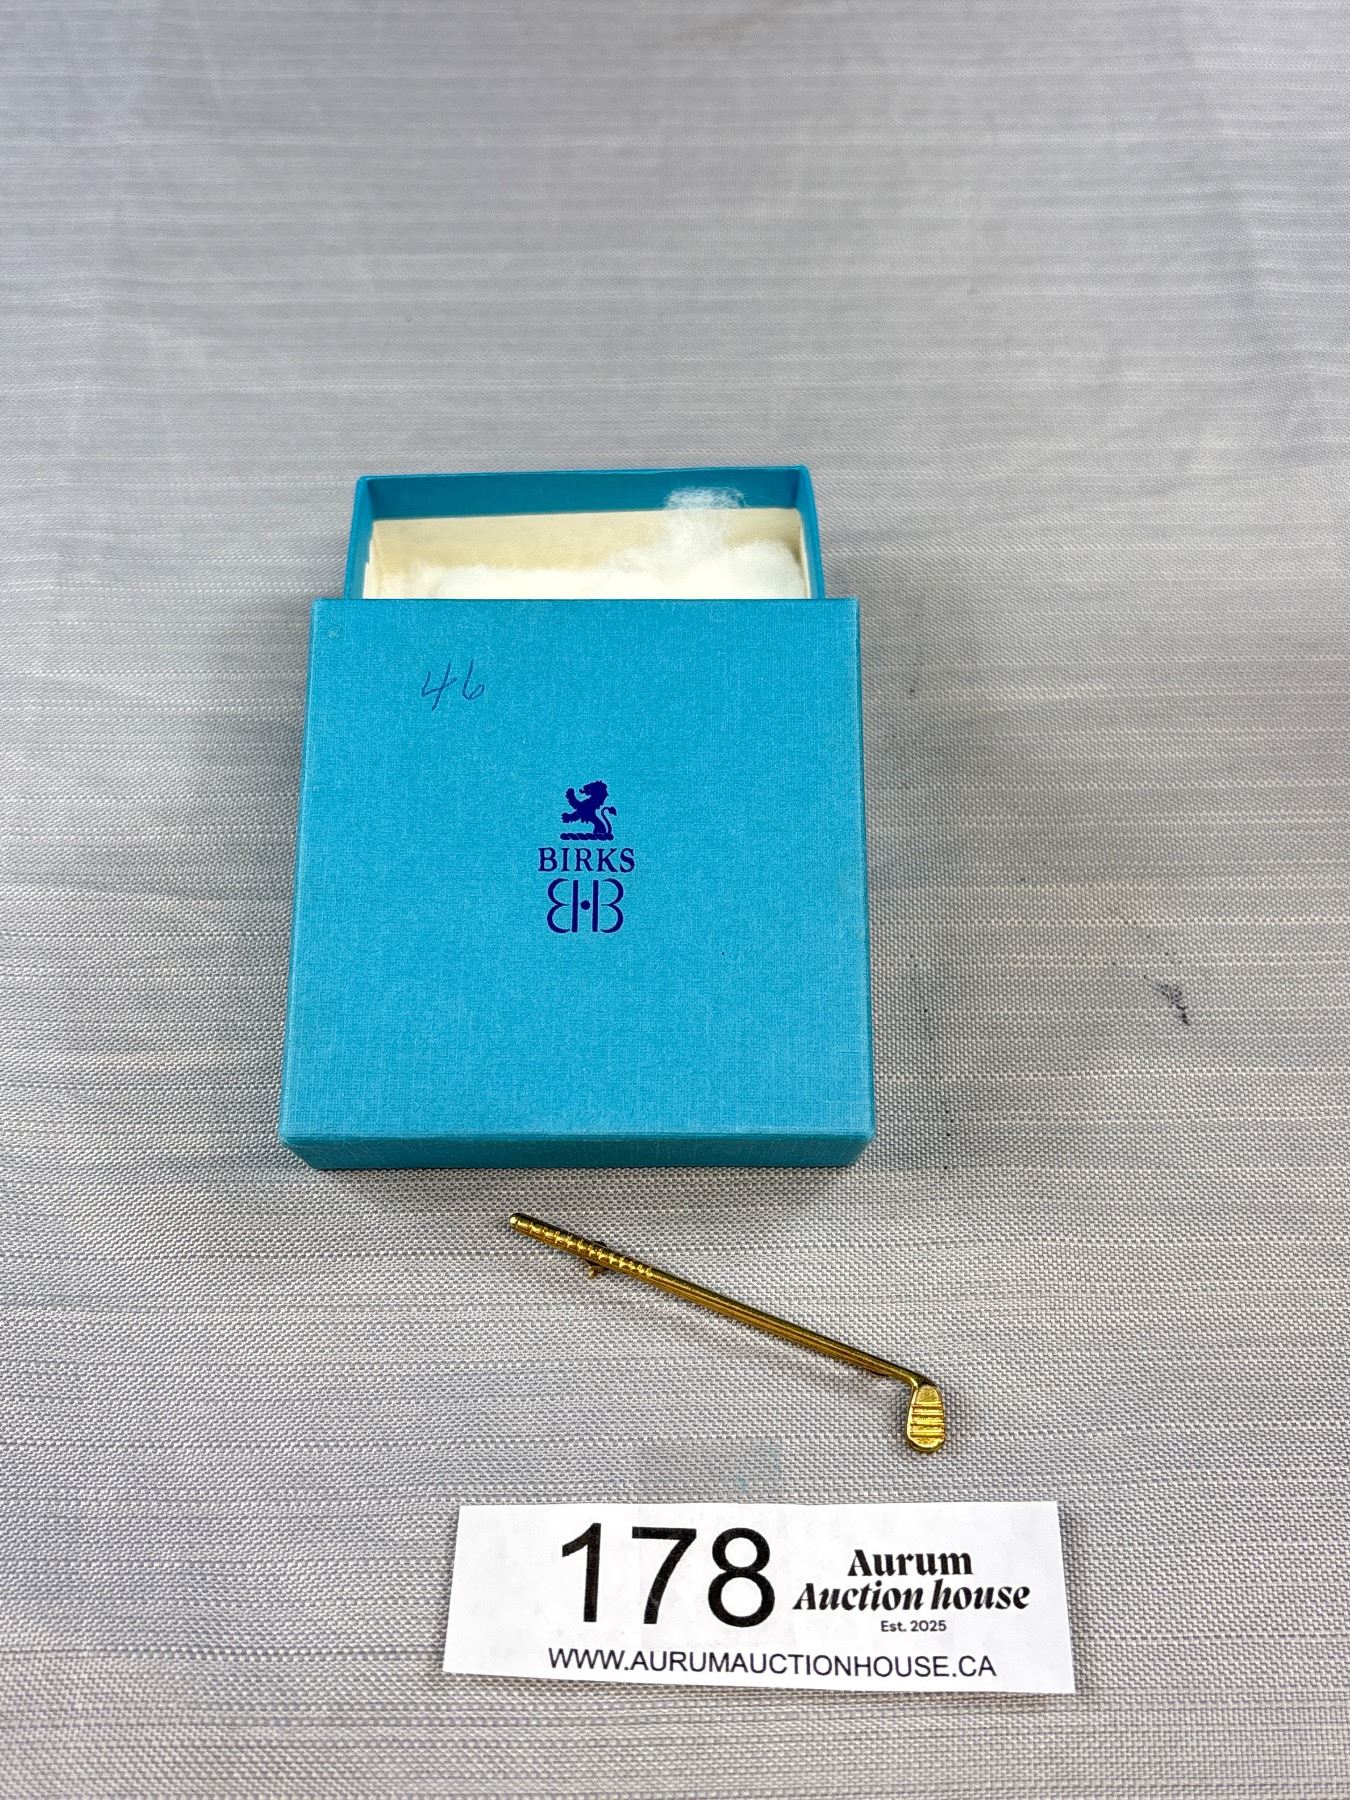 46
BIRKS
178
Aurum
Auction house
Est. 2025
WWW.AURUMAUCTIONHOUSE.CA